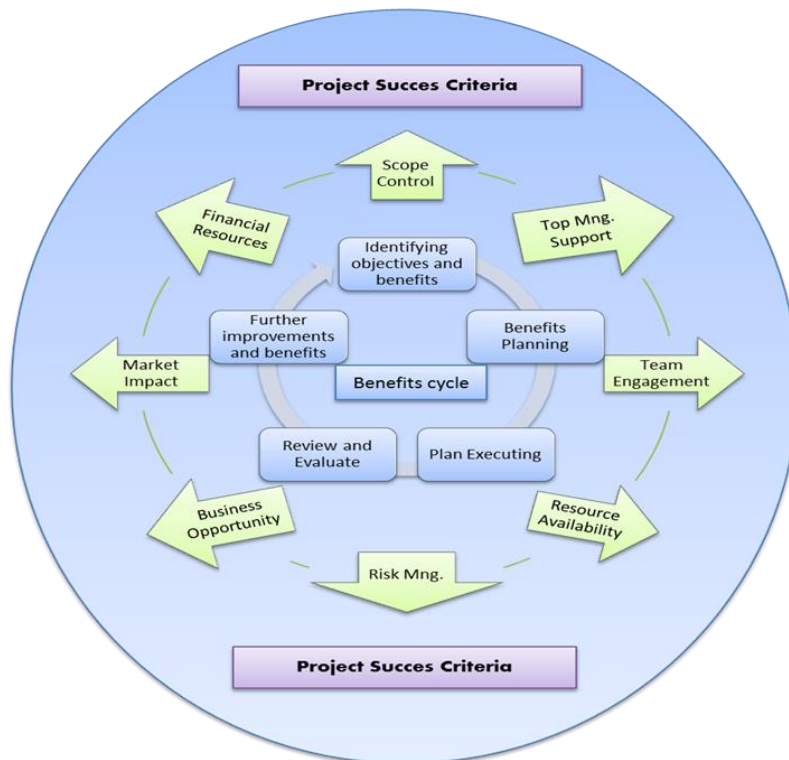 Project Succes Criteria
Scope
Control
Financial
Resources
Top Mng.
Support
Identifying
objectives and
benefits
Further
improvements
and benefits
Benefits
Planning
Market
Impact
Team
Engagement
Benefits cycle
Review and
Evaluate
Plan Executing
Business
Opportunity
Resource
Availability
Risk Mng.
Project Succes Criteria